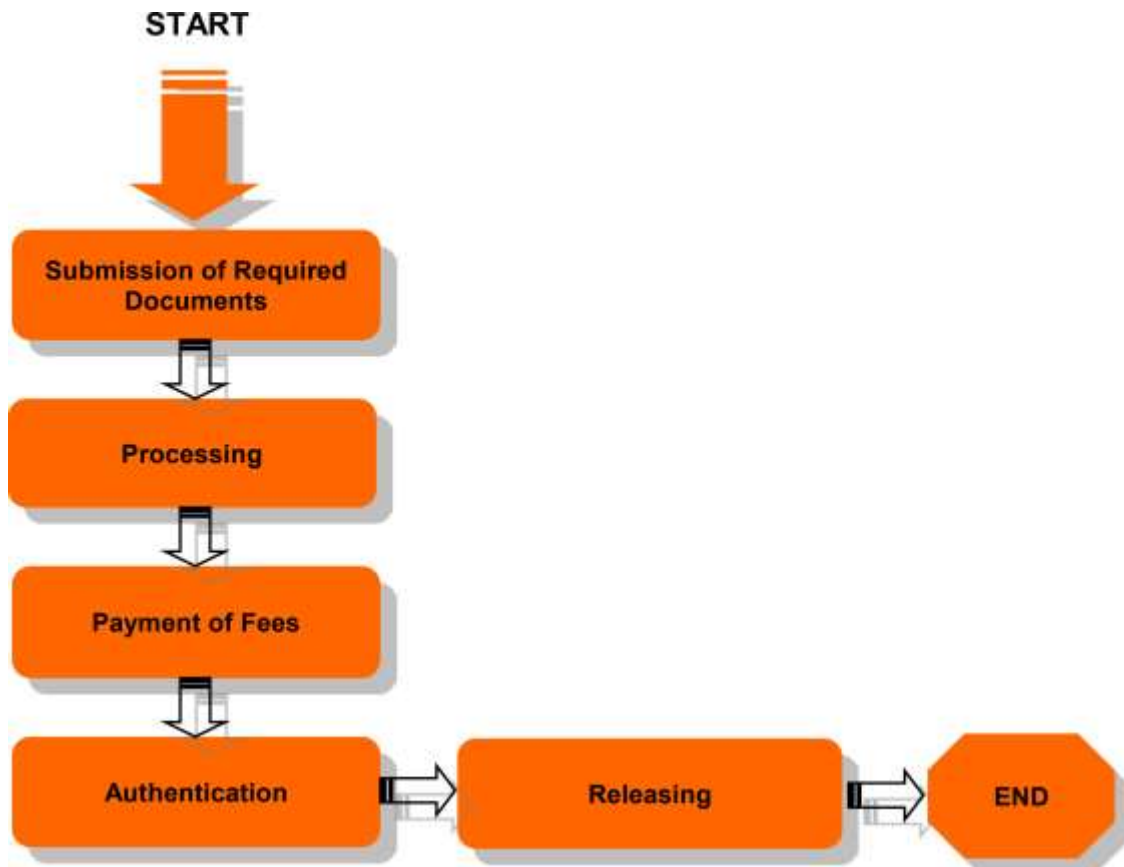 START
Submission of Required
Documents
Processing
Payment of Fees
Authentication
Releasing
END